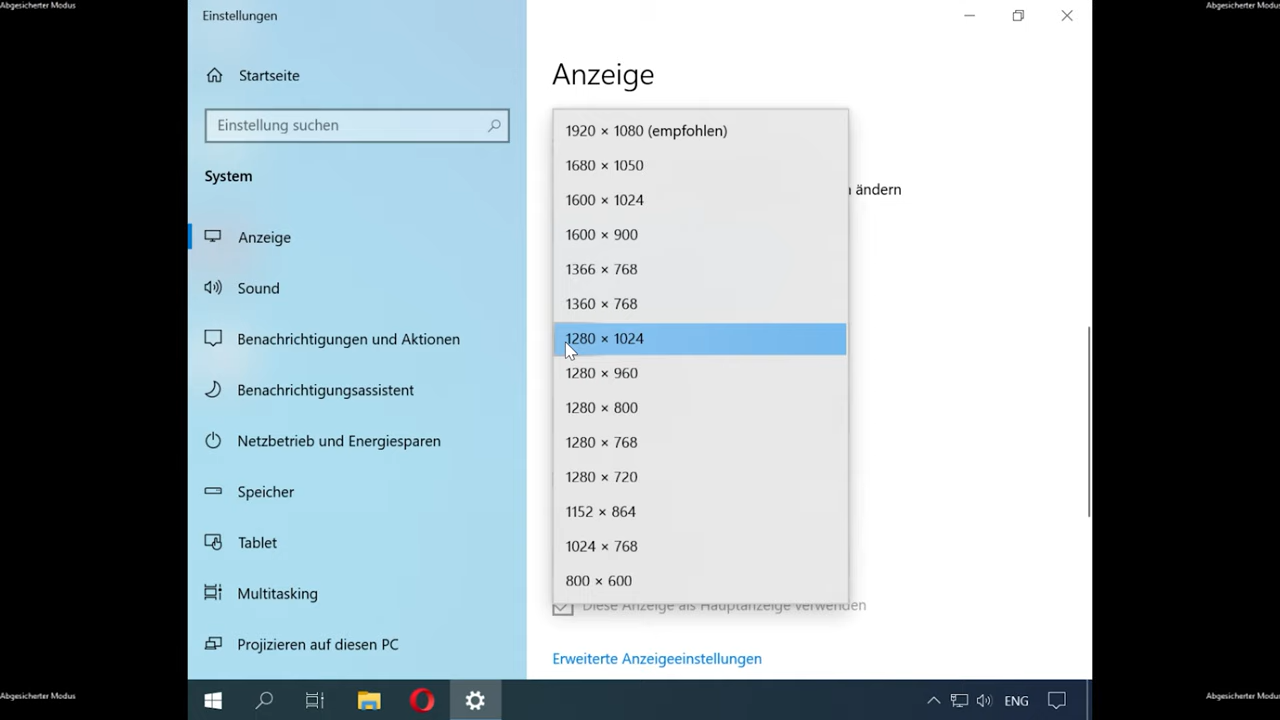 Abgesicherter Modus
Abgesicherter Modus
Einstellungen
Startseite
Einstellung suchen
System
Anzeige
Sound
Benachrichtigungen und Aktionen
Benachrichtigungsassistent
Netzbetrieb und Energiesparen
Speicher
Tablet
Multitasking
Projizieren auf diesen PC
Anzeige
1920 × 1080 (empfohlen)
1680 × 1050
ändern
1600 × 1024
1600 × 900
1366 × 768
1360 × 768
1280 × 1024
1280 × 960
1280 × 800
1280 × 768
1280 × 720
1152 × 864
1024 × 768
800 × 600
Diese Anzeige als Hauptanzeige verwenden
Erweiterte Anzeigeeinstellungen
Abgesicherter Modus
ENG
Abgesicherter Modus